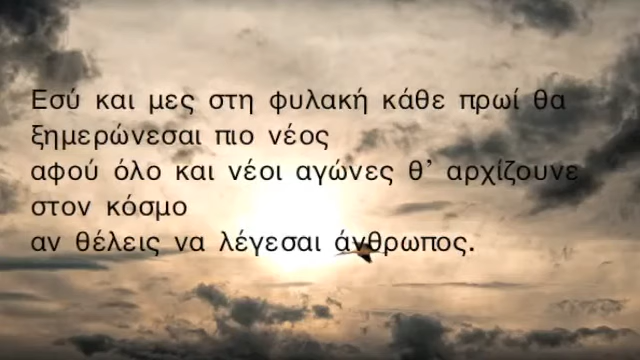 Εσύ και μες στη φυλακή κάθε πρωί θα
ξημερώνεσαι πιο νέος
αφού όλο και νέοι αγώνες θ’ αρχίζουνε
στον κόσμο
αν θέλεις να λέγεσαι άνθρωπος.